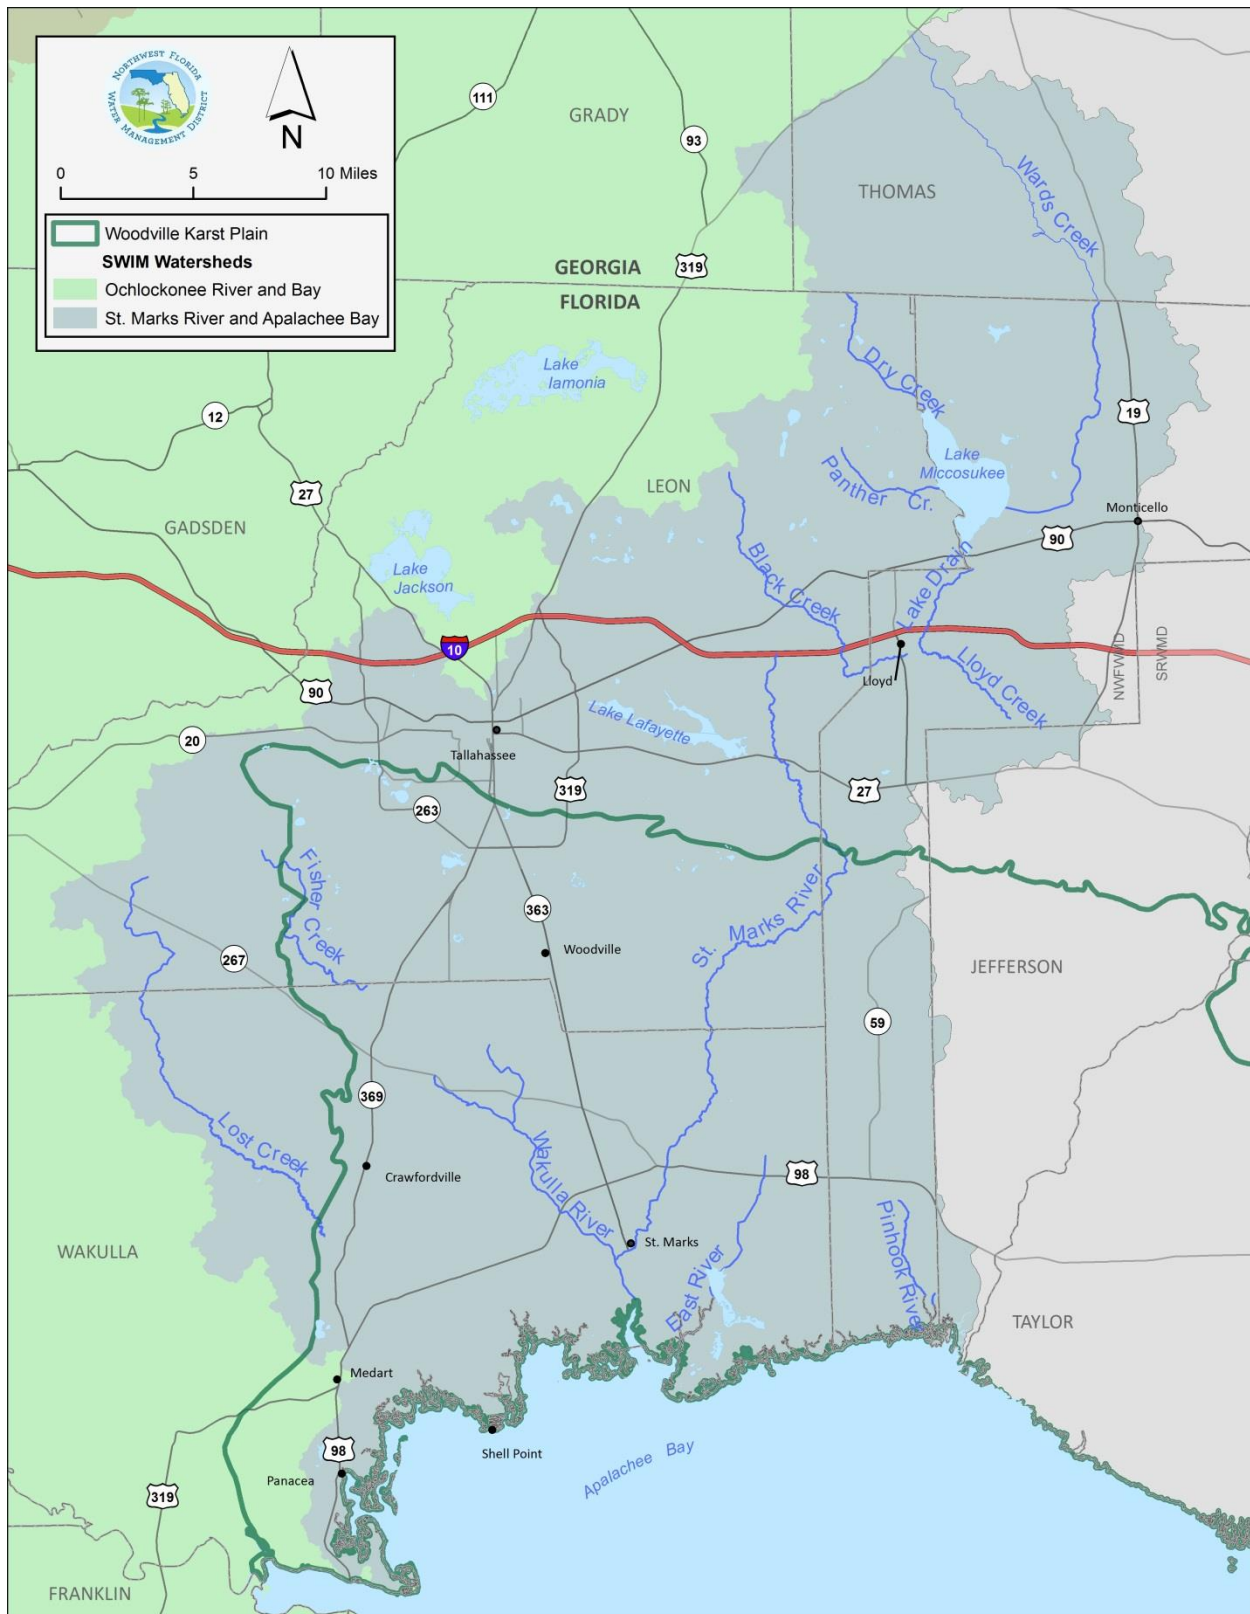 NORTHWEST FLORIDA
WATER MANAGEMENT DISTRICT
N
0 5 10 Miles
Woodville Karst Plain
SWIM Watersheds
Ochlockonee River and Bay
St. Marks River and Apalachee Bay
111
GRADY
93
THOMAS
Wards Creek
319
GEORGIA
FLORIDA
Lake
Iamonia
Dry Creek
12
19
27
LEON
Lake
Miccosukee
Panther Cr.
GADSDEN
Monticello
90
Lake
Jackson
Black Creek
Lake Drain
10
Lloyd
Lloyd Creek
NWFWMD
SRWMD
90
20
Lake Lafayette
Tallahassee
319
27
263
Fisher Creek
363
St. Marks River
267
Woodville
JEFFERSON
59
369
Lost Creek
Wakulla River
Crawfordville
98
WAKULLA
St. Marks
East River
Pinhook River
TAYLOR
Medart
98
Shell Point
Apalachee Bay
Panacea
319
FRANKLIN